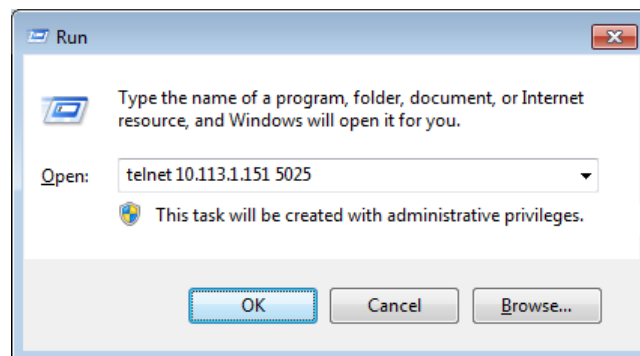 Run
Type the name of a program, folder, document, or Internet
resource, and Windows will open it for you.
Open: telnet 10.113.1.151 5025
This task will be created with administrative privileges.
OK Cancel Browse...